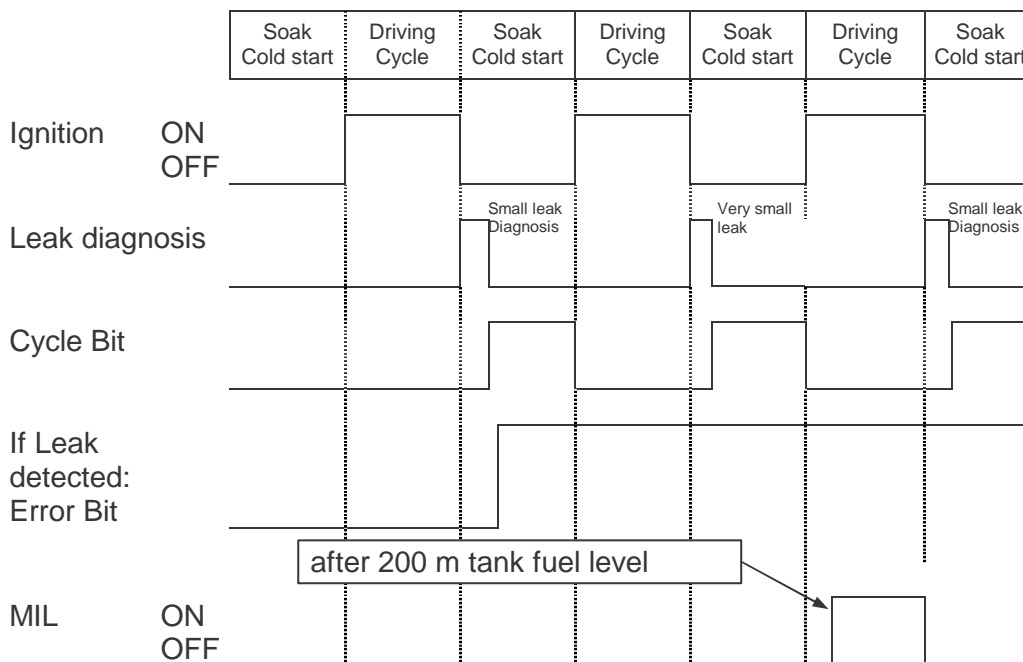 Soak Driving Soak Driving Soak Driving Soak
Cold start Cycle Cold start Cycle Cold start Cycle Cold start
Ignition ON
OFF
Small leak Very small Small leak
Diagnosis leak Diagnosis
Leak diagnosis
Cycle Bit
If Leak
detected:
Error Bit
after 200 m tank fuel level
MIL ON
OFF